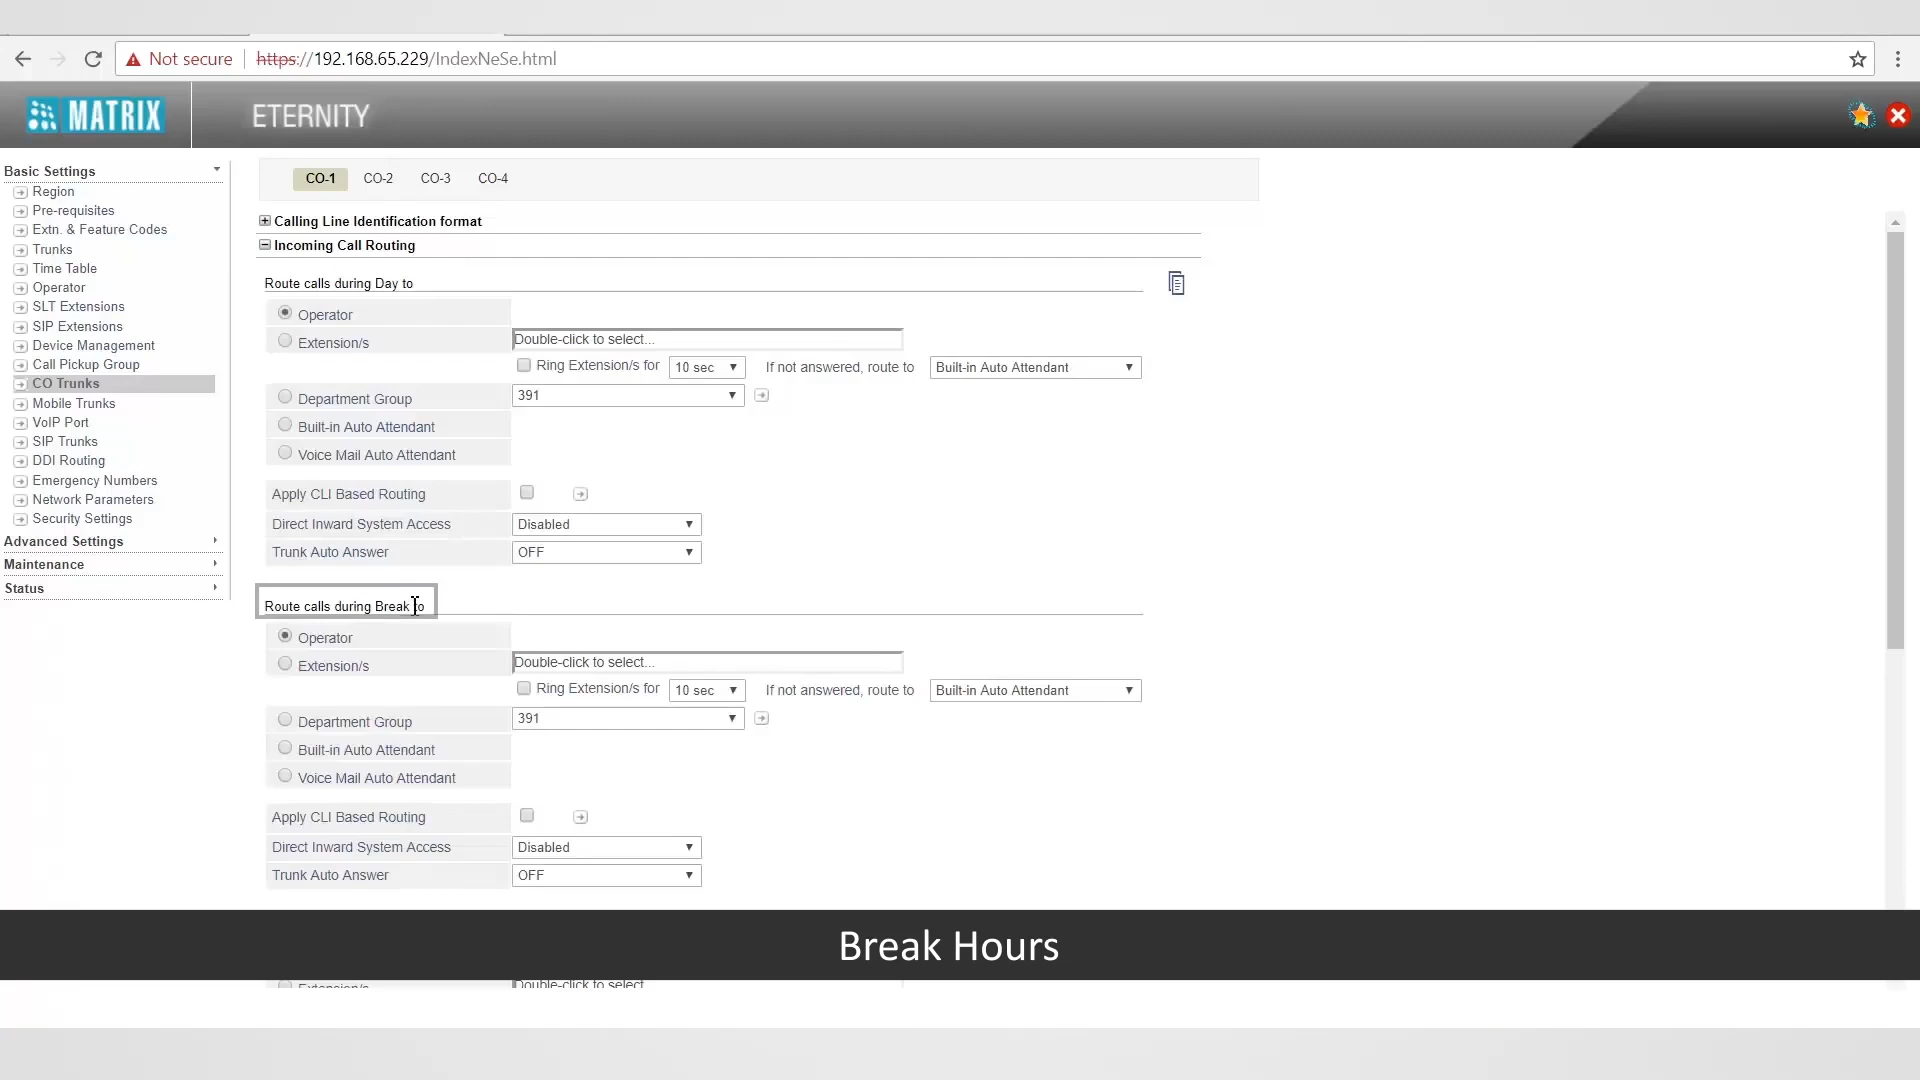 Not secure https://192.168.65.229/IndexNeSe.html
MATRIX ETERNITY
Basic Settings
Region
Pre-requisites
Extn. & Feature Codes
Trunks
Time Table
Operator
SLT Extensions
SIP Extensions
Device Management
Call Pickup Group
CO Trunks
Mobile Trunks
VoIP Port
SIP Trunks
DDI Routing
Emergency Numbers
Network Parameters
Security Settings
Advanced Settings
Maintenance
Status
CO-1 CO-2 CO-3 CO-4
Calling Line Identification format
Incoming Call Routing
Route calls during Day to
Operator
Extension/s Double-click to select...
Ring Extension/s for 10 sec If not answered, route to Built-in Auto Attendant
Department Group 391
Built-in Auto Attendant
Voice Mail Auto Attendant
Apply CLI Based Routing
Direct Inward System Access Disabled
Trunk Auto Answer OFF
Route calls during Break to
Operator
Extension/s Double-click to select...
Ring Extension/s for 10 sec If not answered, route to Built-in Auto Attendant
Department Group 391
Built-in Auto Attendant
Voice Mail Auto Attendant
Apply CLI Based Routing
Direct Inward System Access Disabled
Trunk Auto Answer OFF
Break Hours
Extension/s Double-click to select